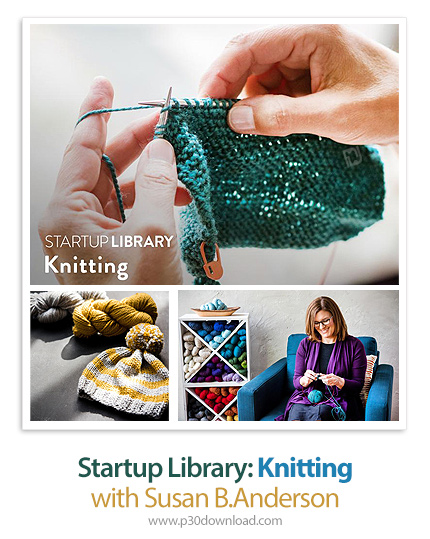 STARTUP LIBRARY
Knitting
Startup Library: Knitting
with Susan B.Anderson
www.p30download.com